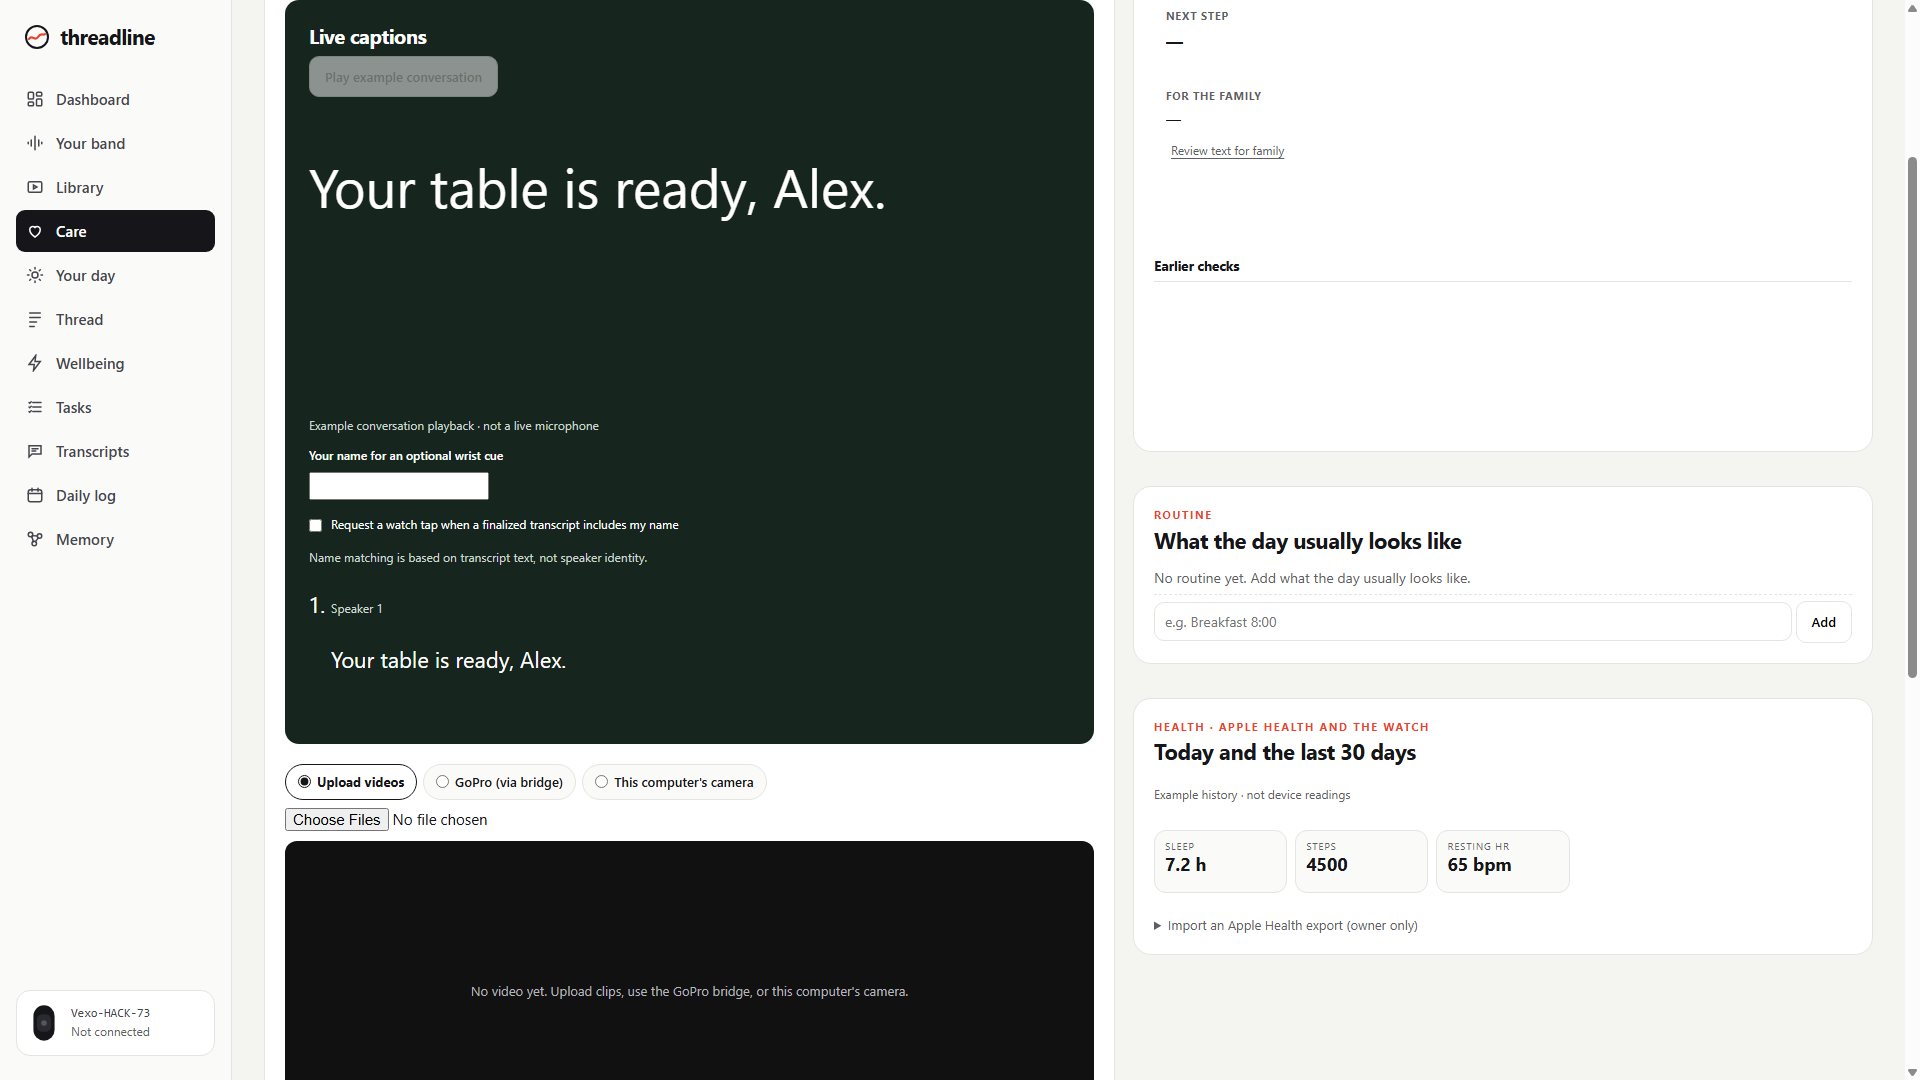 threadline
Dashboard
Your band
Library
Care
Your day
Thread
Wellbeing
Tasks
Transcripts
Daily log
Memory
Vexo-HACK-73
Not connected
Live captions
Play example conversation
Your table is ready, Alex.
Example conversation playback · not a live microphone
Your name for an optional wrist cue
Request a watch tap when a finalized transcript includes my name
Name matching is based on transcript text, not speaker identity.
1. Speaker 1
Your table is ready, Alex.
Upload videos
GoPro (via bridge)
This computer's camera
Choose Files No file chosen
No video yet. Upload clips, use the GoPro bridge, or this computer's camera.
NEXT STEP
—
FOR THE FAMILY
—
Review text for family
Earlier checks
ROUTINE
What the day usually looks like
No routine yet. Add what the day usually looks like.
e.g. Breakfast 8:00
Add
HEALTH · APPLE HEALTH AND THE WATCH
Today and the last 30 days
Example history · not device readings
SLEEP
7.2 h
STEPS
4500
RESTING HR
65 bpm
Import an Apple Health export (owner only)